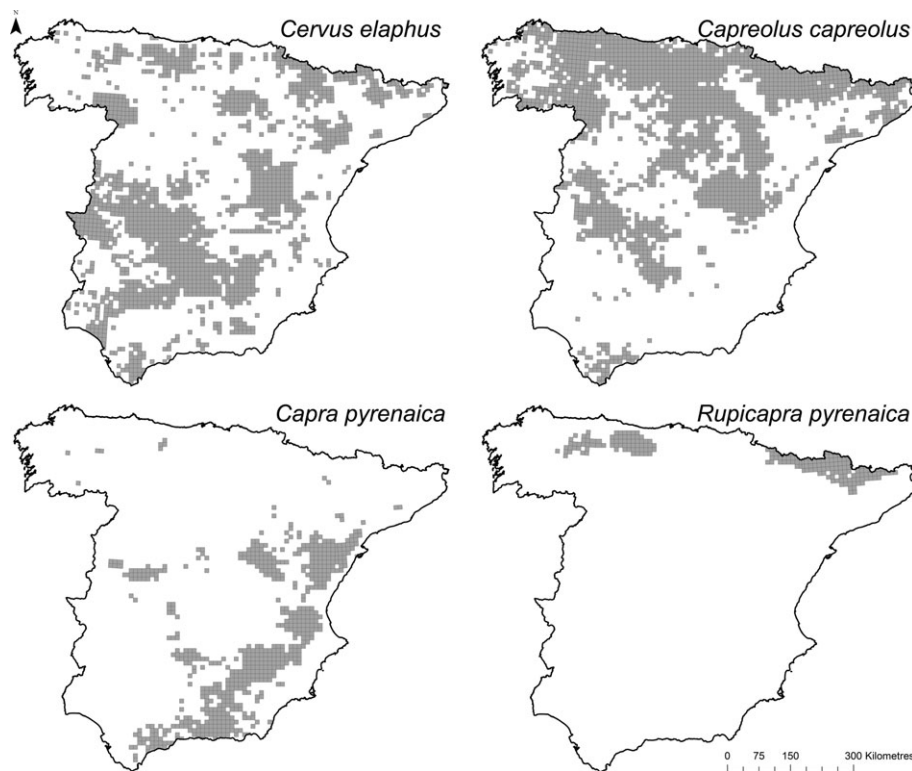 N
Cervus elaphus
Capreolus capreolus
Capra pyrenaica
Rupicapra pyrenaica
0 75 150 300 Kilometres